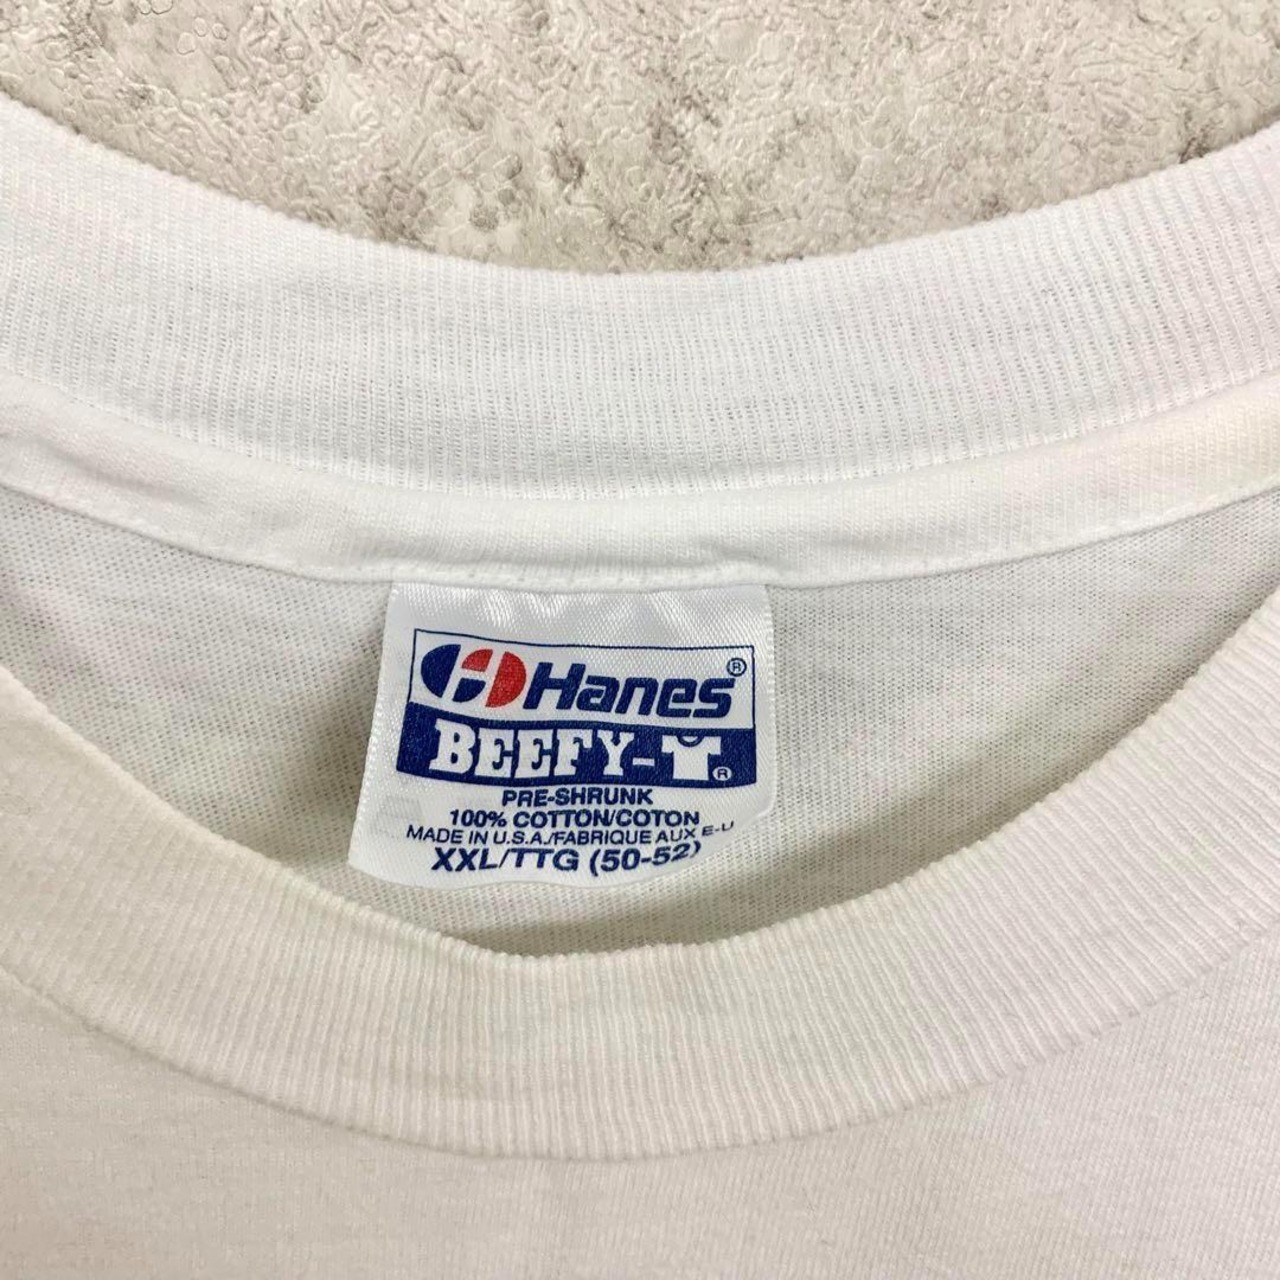 Hanes®
BEEFY-T®
PRE-SHRUNK
100% COTTON/COTON
MADE IN U.S.A./FABRIQUE AUX E-U
XXL/TTG (50-52)